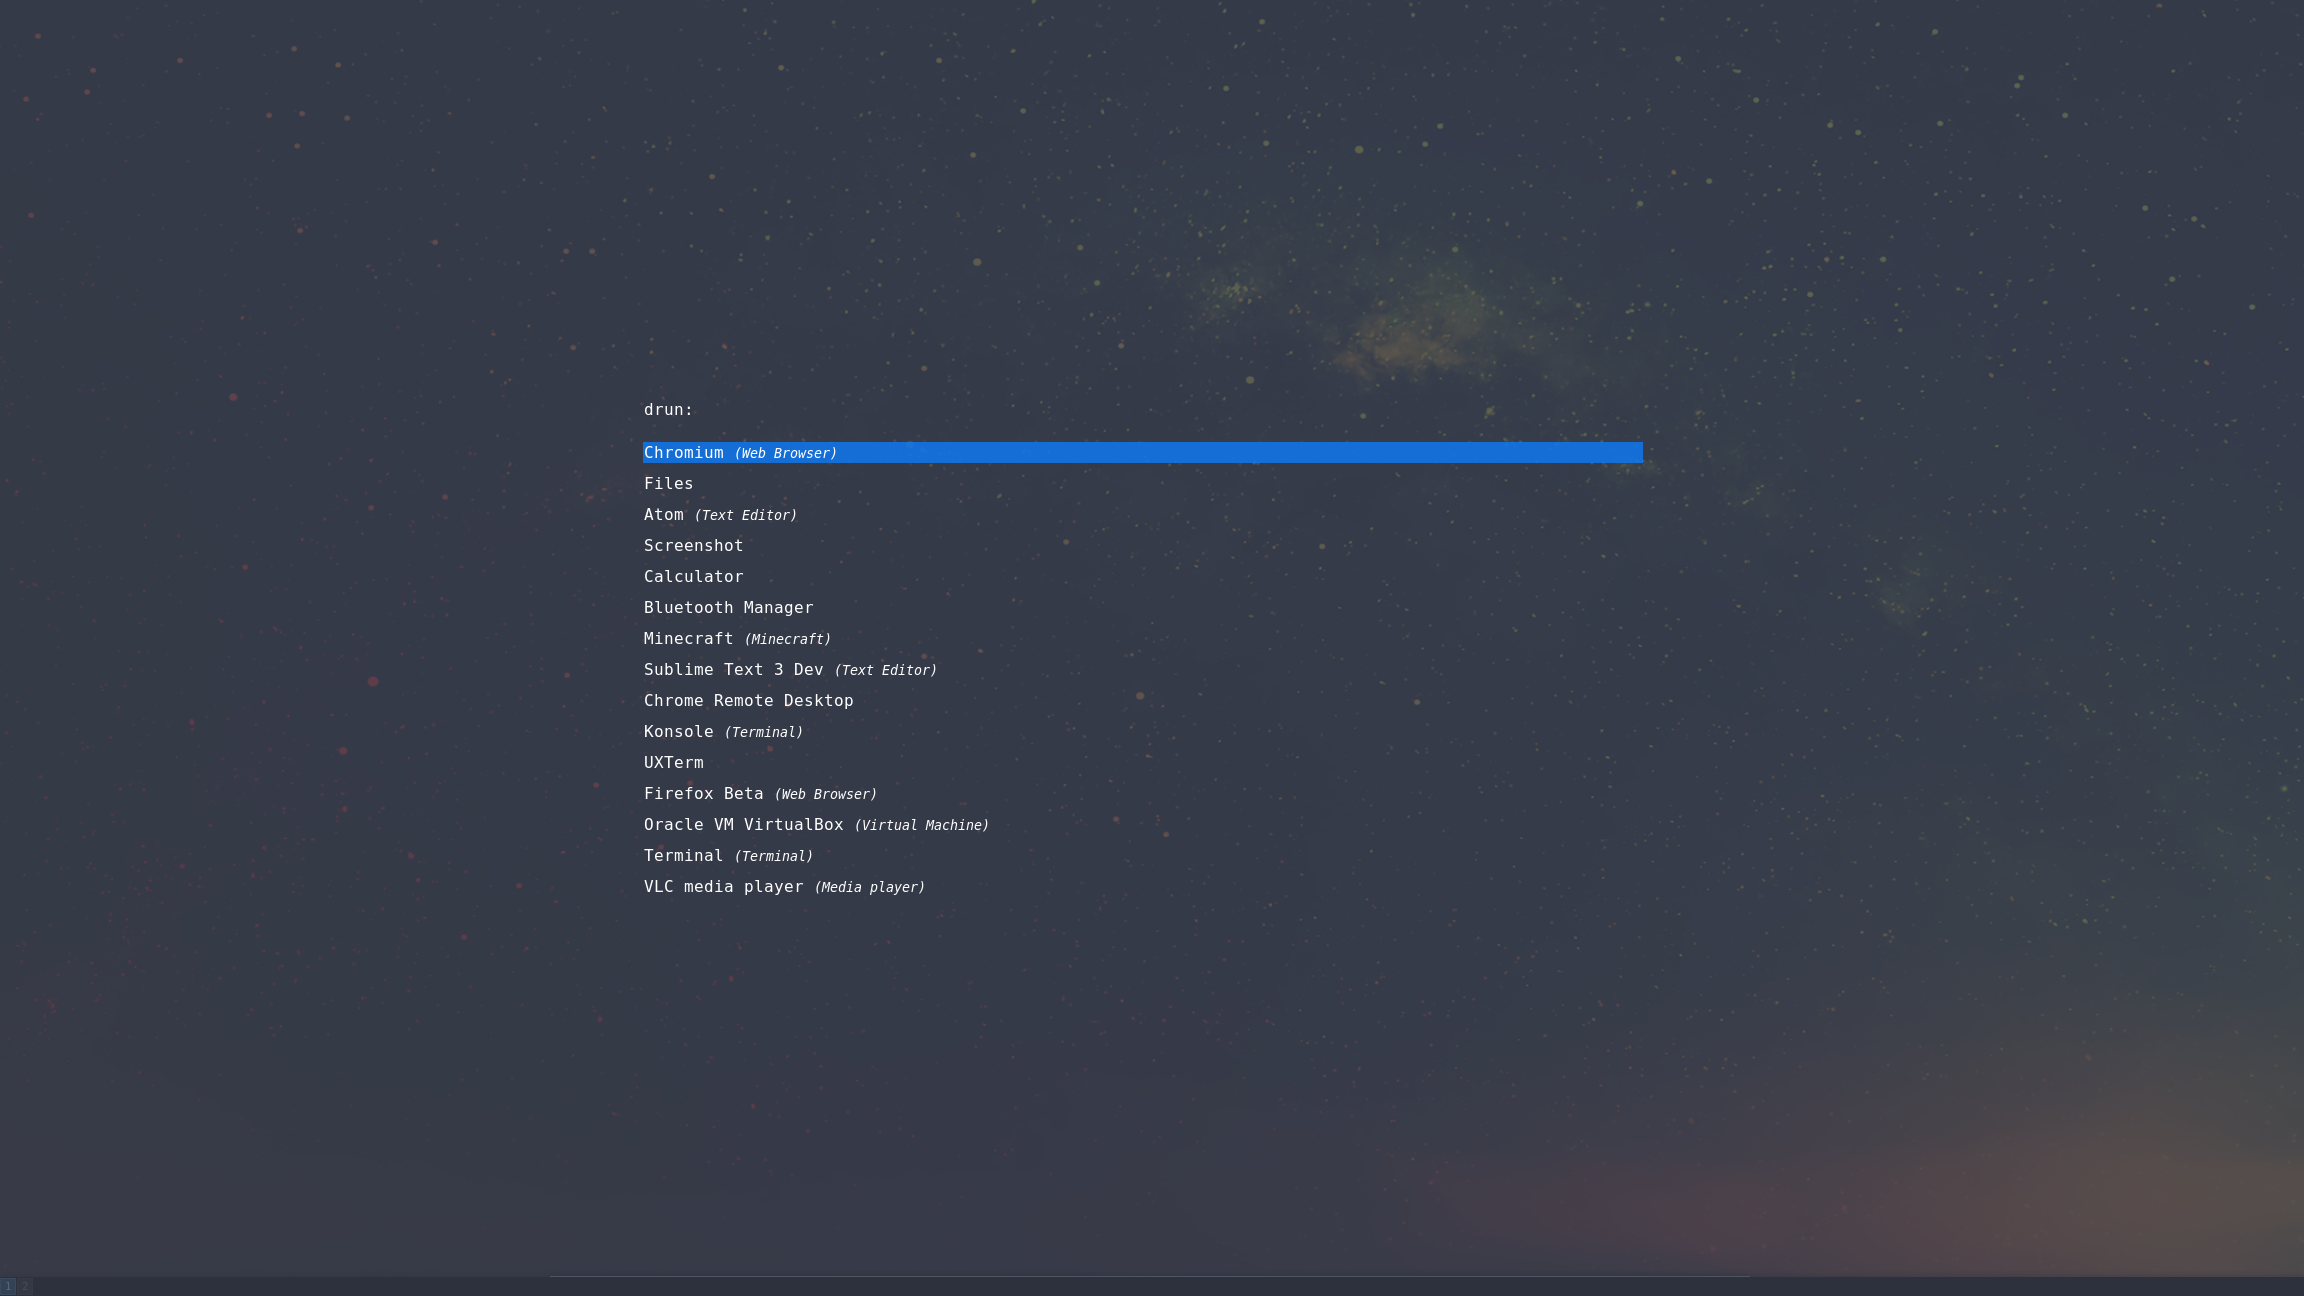 drun:
Chromium (Web Browser)
Files
Atom (Text Editor)
Screenshot
Calculator
Bluetooth Manager
Minecraft (Minecraft)
Sublime Text 3 Dev (Text Editor)
Chrome Remote Desktop
Konsole (Terminal)
UXTerm
Firefox Beta (Web Browser)
Oracle VM VirtualBox (Virtual Machine)
Terminal (Terminal)
VLC media player (Media player)
1 2